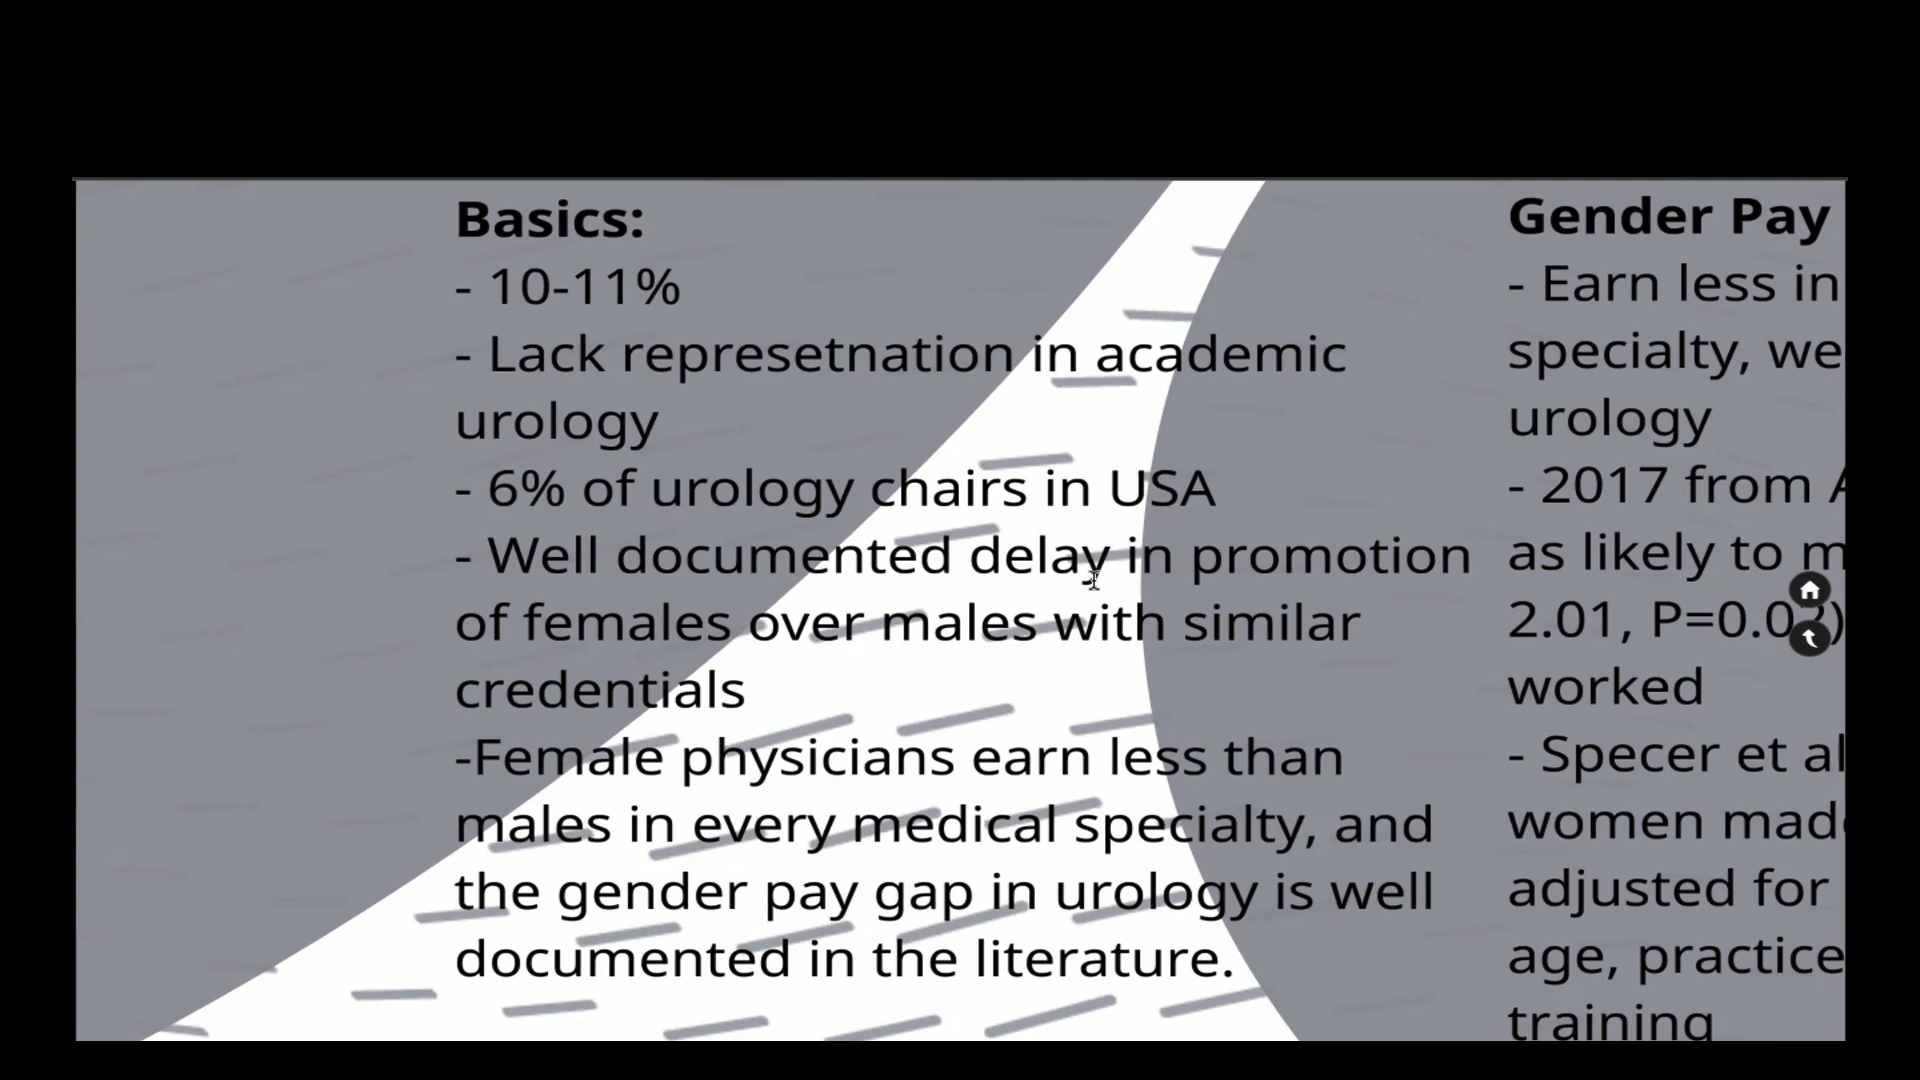 Basics:
- 10-11%
- Lack represetnation in academic
urology
- 6% of urology chairs in USA
- Well documented delay in promotion
of females over males with similar
credentials
-Female physicians earn less than
males in every medical specialty, and
the gender pay gap in urology is well
documented in the literature.
Gender Pay
- Earn less in
specialty, we
urology
- 2017 from
as likely to
2.01,
worked
- Specer et al
women made
adjusted for
age, practice
training